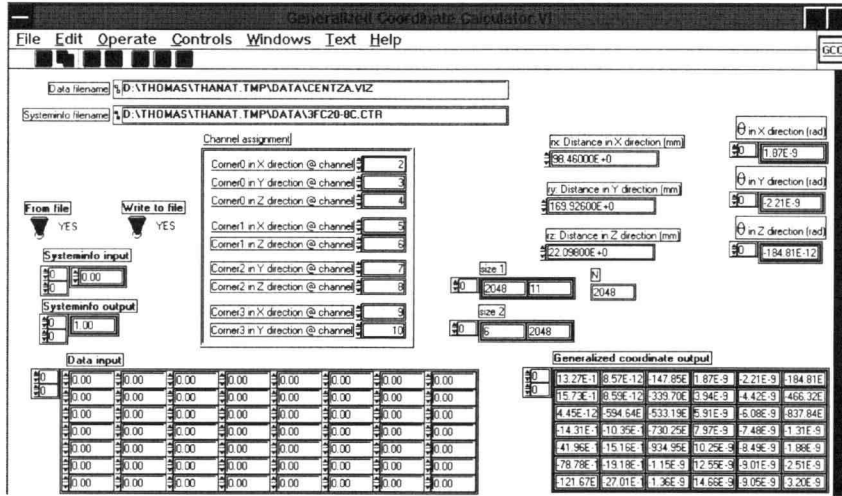 Generalized Coordinate Calculator.VI
File Edit Operate Controls Windows Text Help
GCC
Data filename D:\THOMAS\THANAT.TMP\DATA\CENTZA.VIZ
Systeminfo filename D:\THOMAS\THANAT.TMP\DATA\3FC20-8C.CTR
Channel assignment
Corner0 in X direction @ channel 2
Corner0 in Y direction @ channel 3
Corner0 in Z direction @ channel 4
Corner1 in X direction @ channel 5
Corner1 in Z direction @ channel 6
Corner2 in Y direction @ channel 7
Corner2 in Z direction @ channel 8
Corner3 in X direction @ channel 9
Corner3 in Y direction @ channel 10
From file YES
Write to file YES
Systeminfo input
0 0.00
0
Systeminfo output
0 1.00
0
rx: Distance in X direction (mm)
98.46000E+0
ry: Distance in Y direction (mm)
169.92600E+0
rz: Distance in Z direction (mm)
22.09800E+0
θ in X direction (rad)
0 1.87E-9
θ in Y direction (rad)
0 -2.21E-9
θ in Z direction (rad)
0 -184.81E-12
size 1
0 2048 11
N
2048
size 2
0 6 2048
Data input
0 0.00 0.00 0.00 0.00 0.00 0.00 0.00 0.00
0 0.00 0.00 0.00 0.00 0.00 0.00 0.00 0.00
0.00 0.00 0.00 0.00 0.00 0.00 0.00 0.00
0.00 0.00 0.00 0.00 0.00 0.00 0.00 0.00
0.00 0.00 0.00 0.00 0.00 0.00 0.00 0.00
0.00 0.00 0.00 0.00 0.00 0.00 0.00 0.00
0.00 0.00 0.00 0.00 0.00 0.00 0.00 0.00
Generalized coordinate output
0 13.27E-1 8.57E-12 -147.85E 1.87E-9 -2.21E-9 -184.81E
0 15.73E-1 8.59E-12 -339.70E 3.94E-9 -4.42E-9 -466.32E
4.45E-12 -594.64E -533.19E 5.91E-9 -6.08E-9 -837.84E
-14.31E-1 -10.35E -730.25E 7.97E-9 -7.48E-9 -1.31E-9
-41.96E-1 -15.16E -934.95E 10.25E-9 -8.49E-9 -1.88E-9
-78.78E -19.18E -1.15E-9 12.55E-9 -9.01E-9 -2.51E-9
-121.67E -27.01E -1.36E-9 14.66E-9 -9.05E-9 -3.20E-9